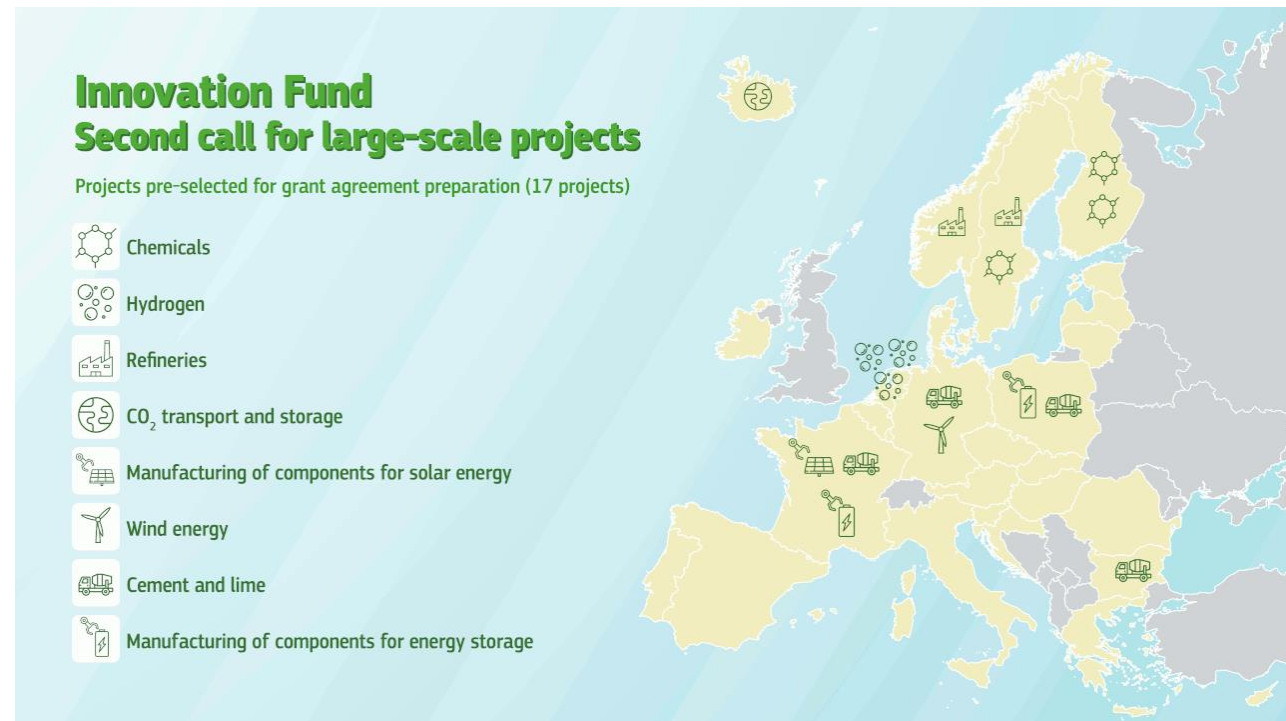 Innovation Fund
Second call for large-scale projects
Projects pre-selected for grant agreement preparation (17 projects)
Chemicals
Hydrogen
Refineries
CO₂ transport and storage
Manufacturing of components for solar energy
Wind energy
Cement and lime
Manufacturing of components for energy storage